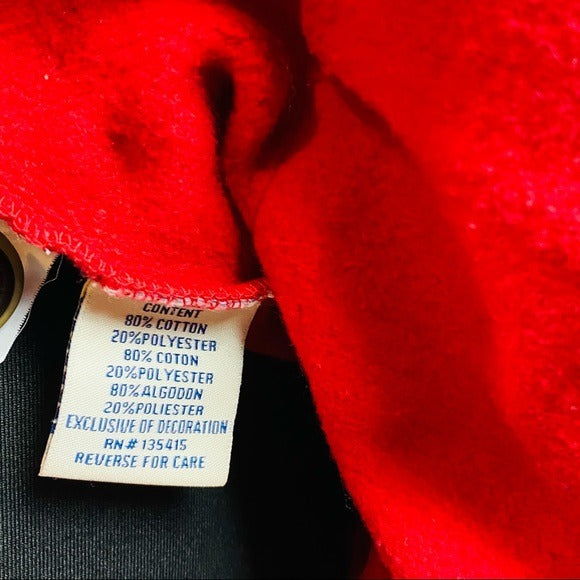 CONTENT
80% COTTON
20%POLYESTER
80% COTON
20%POLYESTER
80%ALGODON
20%POLIESTER
EXCLUSIVE OF DECORATION
RN# 135415
REVERSE FOR CARE